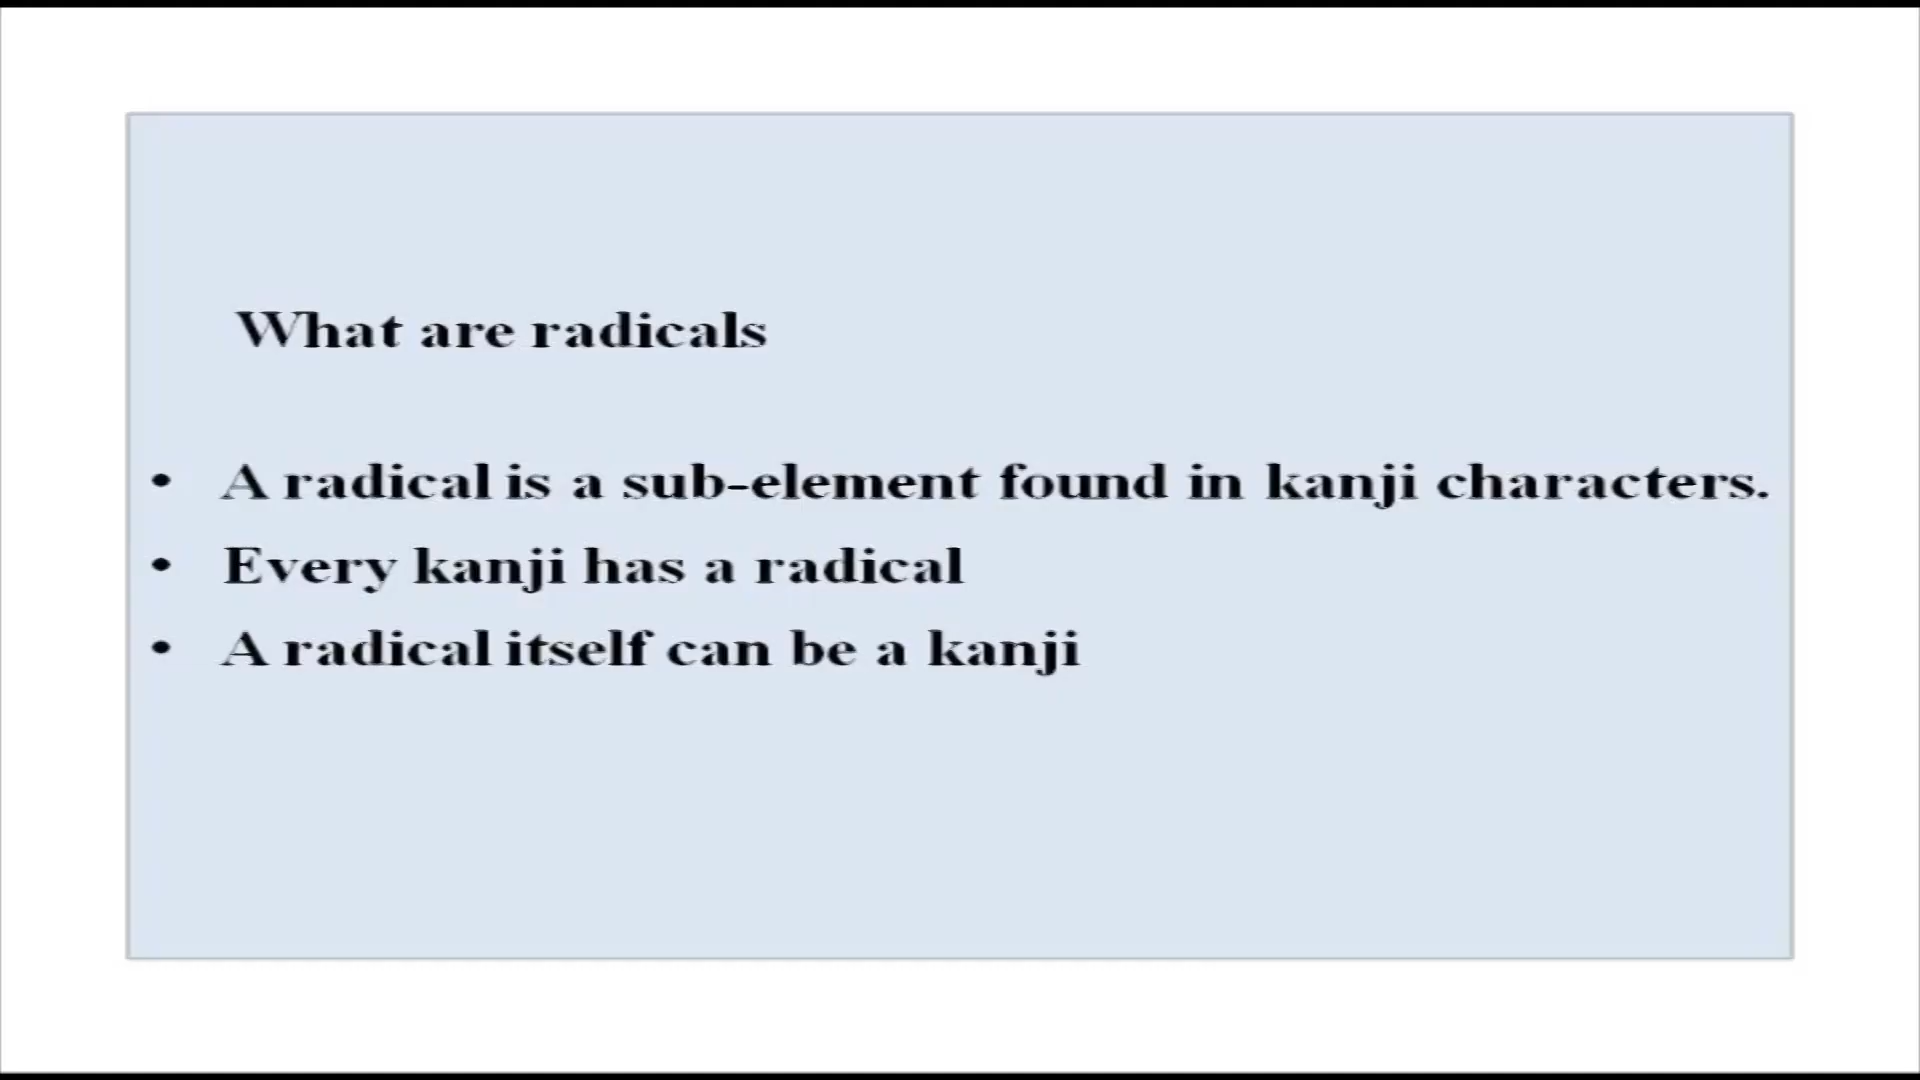 What are radicals
• A radical is a sub-element found in kanji characters.
• Every kanji has a radical
• A radical itself can be a kanji